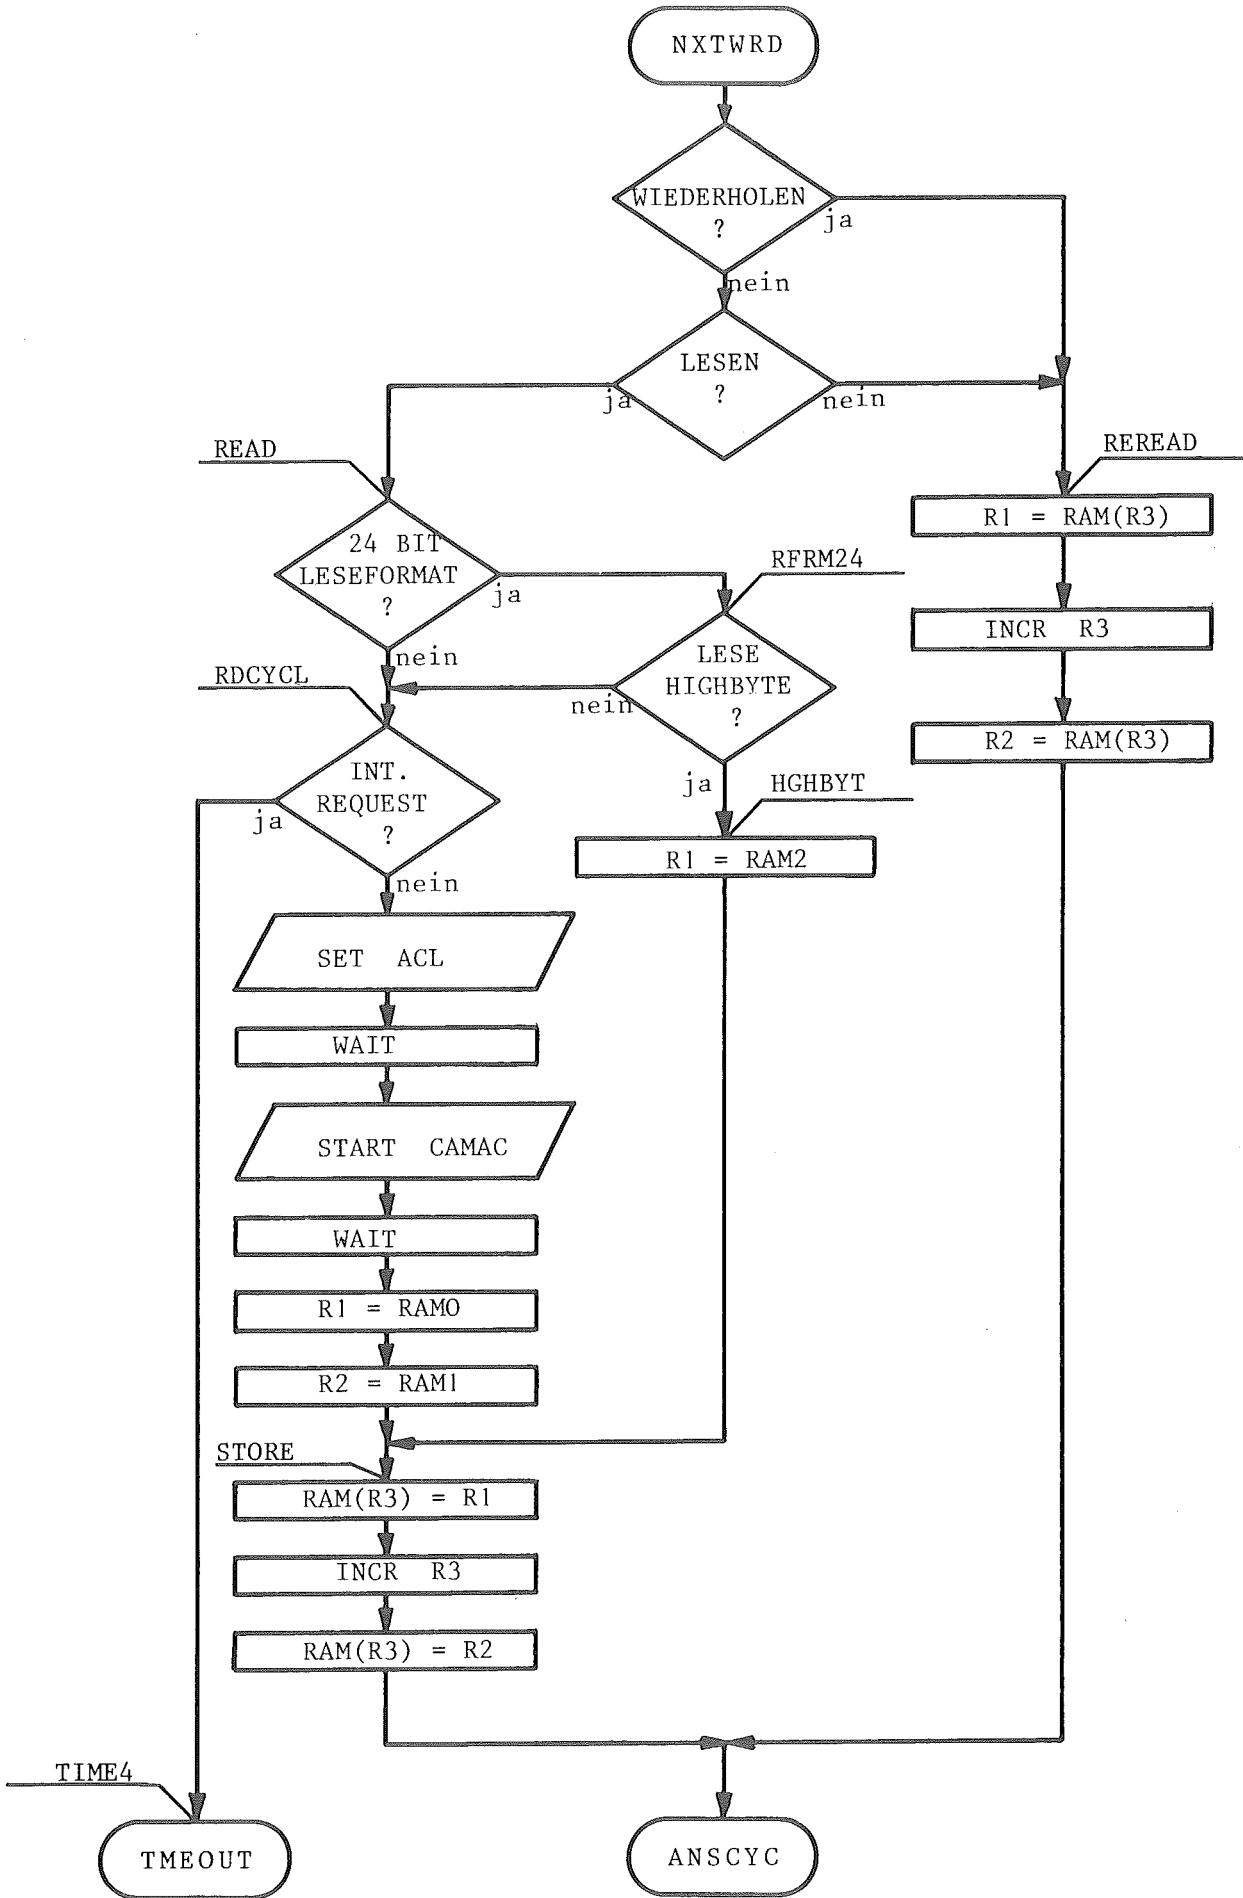 NXTWRD
WIEDERHOLEN
?
ja
nein
LESEN
?
ja
nein
READ
REREAD
24 BIT
LESEFORMAT
?
ja
nein
RFRM24
R1 = RAM(R3)
INCR R3
R2 = RAM(R3)
LESE
HIGHBYTE
?
nein
ja
RDCYCL
INT.
REQUEST
?
ja
nein
HGHBYT
R1 = RAM2
SET ACL
WAIT
START CAMAC
WAIT
R1 = RAM0
R2 = RAM1
STORE
RAM(R3) = R1
INCR R3
RAM(R3) = R2
TIME4
TMEOUT
ANSCYC